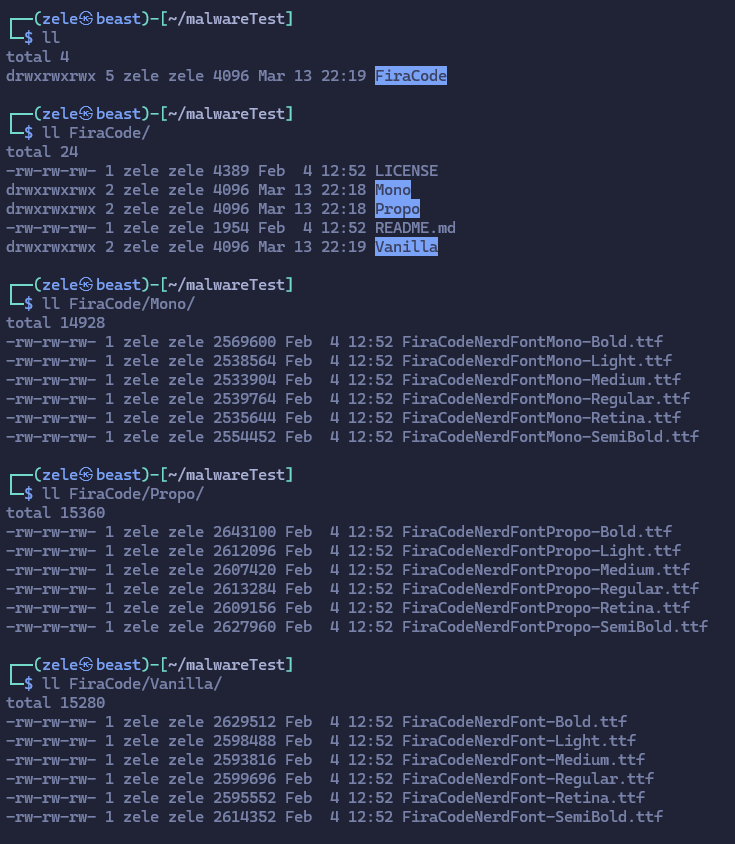 ┌──(zele㉿beast)-[~/malwareTest]
└─$ ll
total 4
drwxrwxrwx 5 zele zele 4096 Mar 13 22:19 FiraCode
┌──(zele㉿beast)-[~/malwareTest]
└─$ ll FiraCode/
total 24
-rw-rw-rw- 1 zele zele 4389 Feb  4 12:52 LICENSE
drwxrwxrwx 2 zele zele 4096 Mar 13 22:18 Mono
drwxrwxrwx 2 zele zele 4096 Mar 13 22:18 Propo
-rw-rw-rw- 1 zele zele 1954 Feb  4 12:52 README.md
drwxrwxrwx 2 zele zele 4096 Mar 13 22:19 Vanilla
┌──(zele㉿beast)-[~/malwareTest]
└─$ ll FiraCode/Mono/
total 14928
-rw-rw-rw- 1 zele zele 2569600 Feb  4 12:52 FiraCodeNerdFontMono-Bold.ttf
-rw-rw-rw- 1 zele zele 2538564 Feb  4 12:52 FiraCodeNerdFontMono-Light.ttf
-rw-rw-rw- 1 zele zele 2533904 Feb  4 12:52 FiraCodeNerdFontMono-Medium.ttf
-rw-rw-rw- 1 zele zele 2539764 Feb  4 12:52 FiraCodeNerdFontMono-Regular.ttf
-rw-rw-rw- 1 zele zele 2535644 Feb  4 12:52 FiraCodeNerdFontMono-Retina.ttf
-rw-rw-rw- 1 zele zele 2554452 Feb  4 12:52 FiraCodeNerdFontMono-SemiBold.ttf
┌──(zele㉿beast)-[~/malwareTest]
└─$ ll FiraCode/Propo/
total 15360
-rw-rw-rw- 1 zele zele 2643100 Feb  4 12:52 FiraCodeNerdFontPropo-Bold.ttf
-rw-rw-rw- 1 zele zele 2612096 Feb  4 12:52 FiraCodeNerdFontPropo-Light.ttf
-rw-rw-rw- 1 zele zele 2607420 Feb  4 12:52 FiraCodeNerdFontPropo-Medium.ttf
-rw-rw-rw- 1 zele zele 2613284 Feb  4 12:52 FiraCodeNerdFontPropo-Regular.ttf
-rw-rw-rw- 1 zele zele 2609156 Feb  4 12:52 FiraCodeNerdFontPropo-Retina.ttf
-rw-rw-rw- 1 zele zele 2627960 Feb  4 12:52 FiraCodeNerdFontPropo-SemiBold.ttf
┌──(zele㉿beast)-[~/malwareTest]
└─$ ll FiraCode/Vanilla/
total 15280
-rw-rw-rw- 1 zele zele 2629512 Feb  4 12:52 FiraCodeNerdFont-Bold.ttf
-rw-rw-rw- 1 zele zele 2598488 Feb  4 12:52 FiraCodeNerdFont-Light.ttf
-rw-rw-rw- 1 zele zele 2593816 Feb  4 12:52 FiraCodeNerdFont-Medium.ttf
-rw-rw-rw- 1 zele zele 2599696 Feb  4 12:52 FiraCodeNerdFont-Regular.ttf
-rw-rw-rw- 1 zele zele 2595552 Feb  4 12:52 FiraCodeNerdFont-Retina.ttf
-rw-rw-rw- 1 zele zele 2614352 Feb  4 12:52 FiraCodeNerdFont-SemiBold.ttf